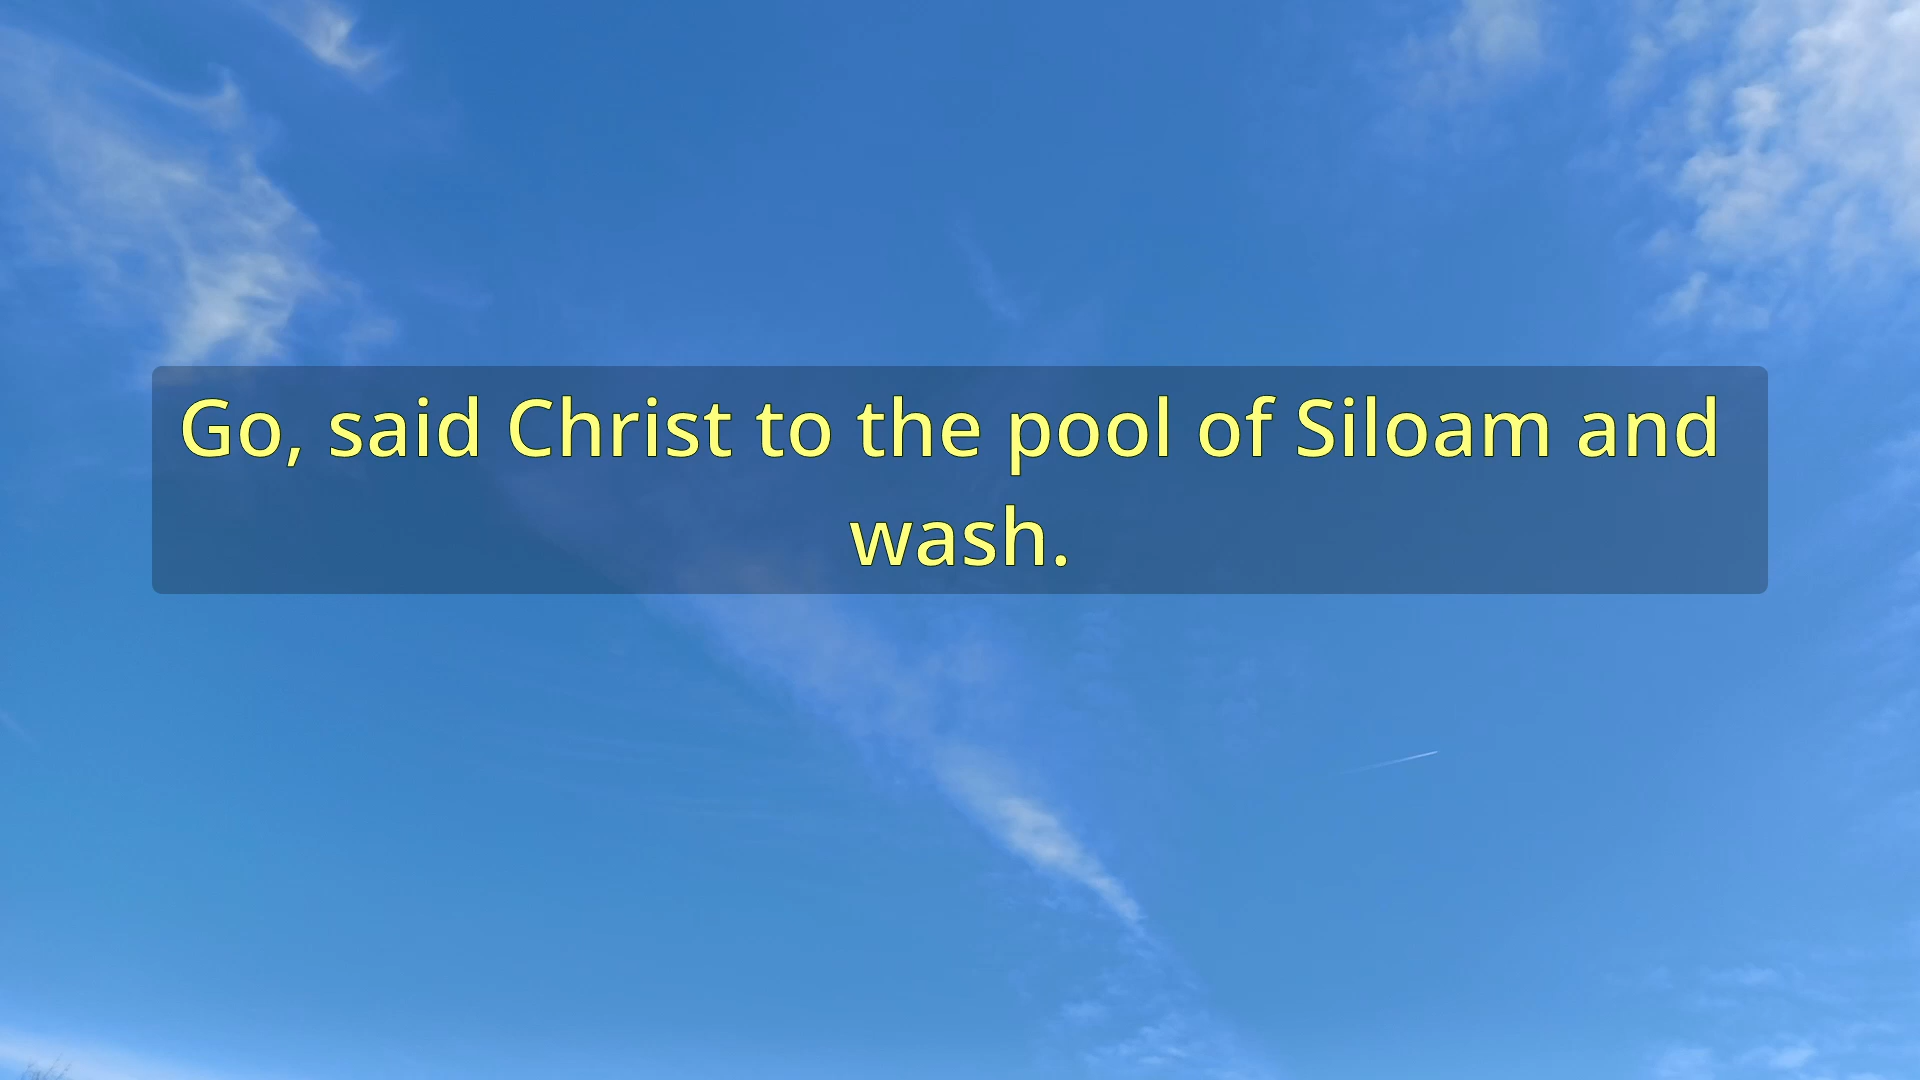 Go, said Christ to the pool of Siloam and
wash.